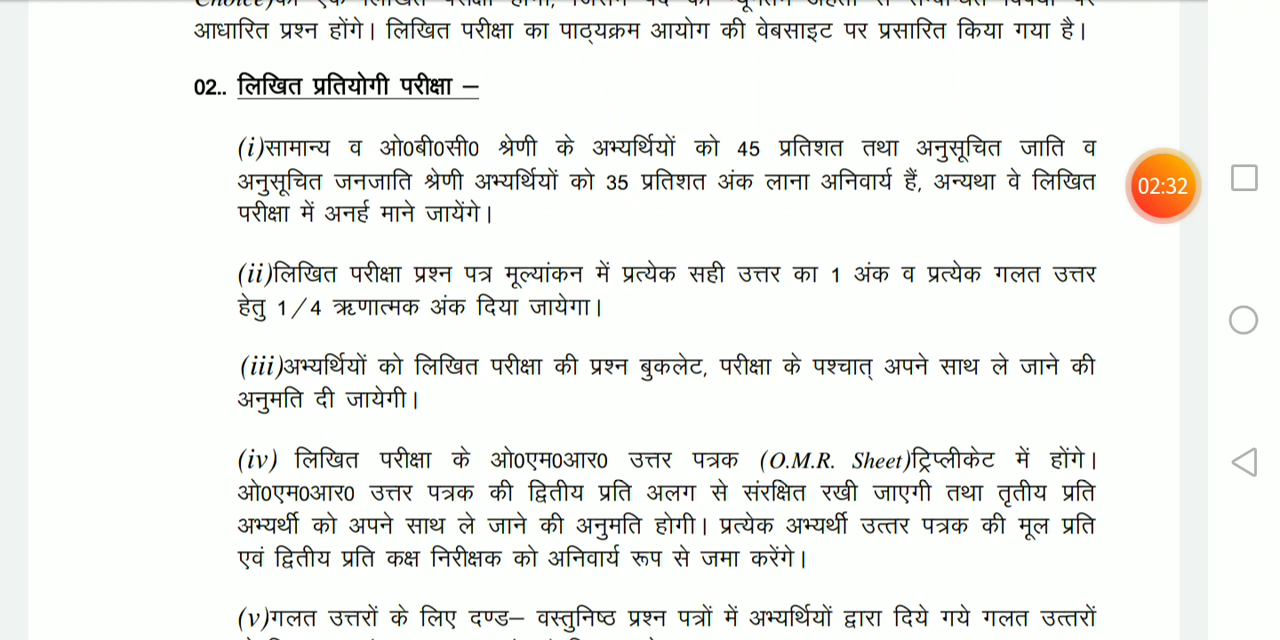 आधारित प्रश्न होंगे। लिखित परीक्षा का पाठ्यक्रम आयोग की वेबसाइट पर प्रसारित किया गया है।
02.. लिखित प्रतियोगी परीक्षा –
(i)सामान्य व ओ0बी0सी0 श्रेणी के अभ्यर्थियों को 45 प्रतिशत तथा अनुसूचित जाति व
अनुसूचित जनजाति श्रेणी अभ्यर्थियों को 35 प्रतिशत अंक लाना अनिवार्य हैं, अन्यथा वे लिखित
02:32
परीक्षा में अनर्ह माने जायेंगे।
(ii)लिखित परीक्षा प्रश्न पत्र मूल्यांकन में प्रत्येक सही उत्तर का 1 अंक व प्रत्येक गलत उत्तर
हेतु 1/4 ऋणात्मक अंक दिया जायेगा।
(iii)अभ्यर्थियों को लिखित परीक्षा की प्रश्न बुकलेट, परीक्षा के पश्चात् अपने साथ ले जाने की
अनुमति दी जायेगी।
(iv) लिखित परीक्षा के ओ0एम0आर0 उत्तर पत्रक (O.M.R. Sheet)ट्रिप्लीकेट में होंगे।
ओ0एम0आर0 उत्तर पत्रक की द्वितीय प्रति अलग से संरक्षित रखी जाएगी तथा तृतीय प्रति
अभ्यर्थी को अपने साथ ले जाने की अनुमति होगी। प्रत्येक अभ्यर्थी उत्तर पत्रक की मूल प्रति
एवं द्वितीय प्रति कक्ष निरीक्षक को अनिवार्य रूप से जमा करेंगे।
(v)गलत उत्तरों के लिए दण्ड– वस्तुनिष्ठ प्रश्न पत्रों में अभ्यर्थियों द्वारा दिये गये गलत उत्तरों